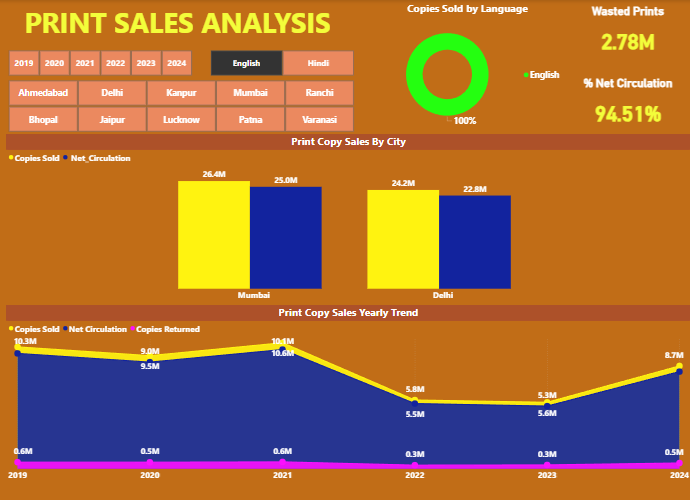 PRINT SALES ANALYSIS
2019 2020 2021 2022 2023 2024
English Hindi
Ahmedabad Delhi Kanpur Mumbai Ranchi
Bhopal Jaipur Lucknow Patna Varanasi
Copies Sold by Language
English
100%
Wasted Prints
2.78M
% Net Circulation
94.51%
Print Copy Sales By City
Copies Sold Net_Circulation
26.4M 25.0M 24.2M 22.8M
Mumbai Delhi
Print Copy Sales Yearly Trend
Copies Sold Net Circulation Copies Returned
10.3M 9.0M 10.1M 5.8M 5.3M 8.7M
9.5M 10.6M 5.5M 5.6M
0.6M 0.5M 0.6M 0.3M 0.3M 0.5M
2019 2020 2021 2022 2023 2024